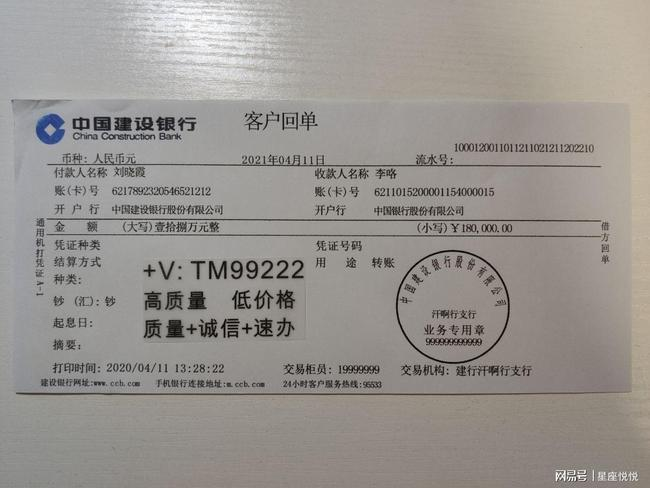 中国建设银行 客户回单
China Construction Bank
1000120011011211021211202210
币种：人民币元 2021年04月11日 流水号：
付款人名称 刘晓霞 收款人名称 李咯
账(卡)号 6217892320546521212 账(卡)号 6211015200001154000015
开 户 行 中国建设银行股份有限公司 开户行 中国建设银行股份有限公司
金 额 (大写)壹拾捌万元整 (小写)￥180,000.00
凭证种类 凭证号码
结算方式 用 途 转账
种类：
钞（汇）：钞
起息日：
摘要：
+V: TM99222
高质量 低价格
质量+诚信+速办
中国建设银行股份有限公司
汗啊行支行
业务专用章
999999999999
通用机打凭证 A-1
借方回单
打印时间：2020/04/11 13:28:22 交易柜员：19999999 交易机构：建行汗啊行支行
建设银行网址:www.ccb.com 手机银行连接地址:m.ccb.com 24小时客户服务热线:95533
网易号 | 星座悦悦